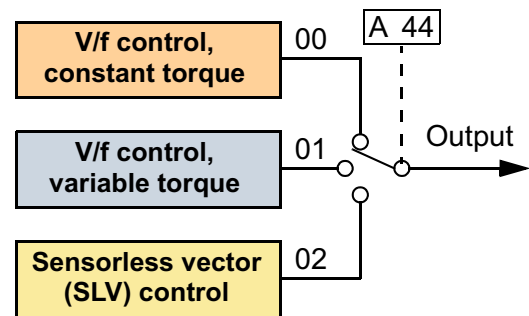 V/f control,
constant torque
00
A 44
V/f control,
variable torque
01
Output
Sensorless vector
(SLV) control
02